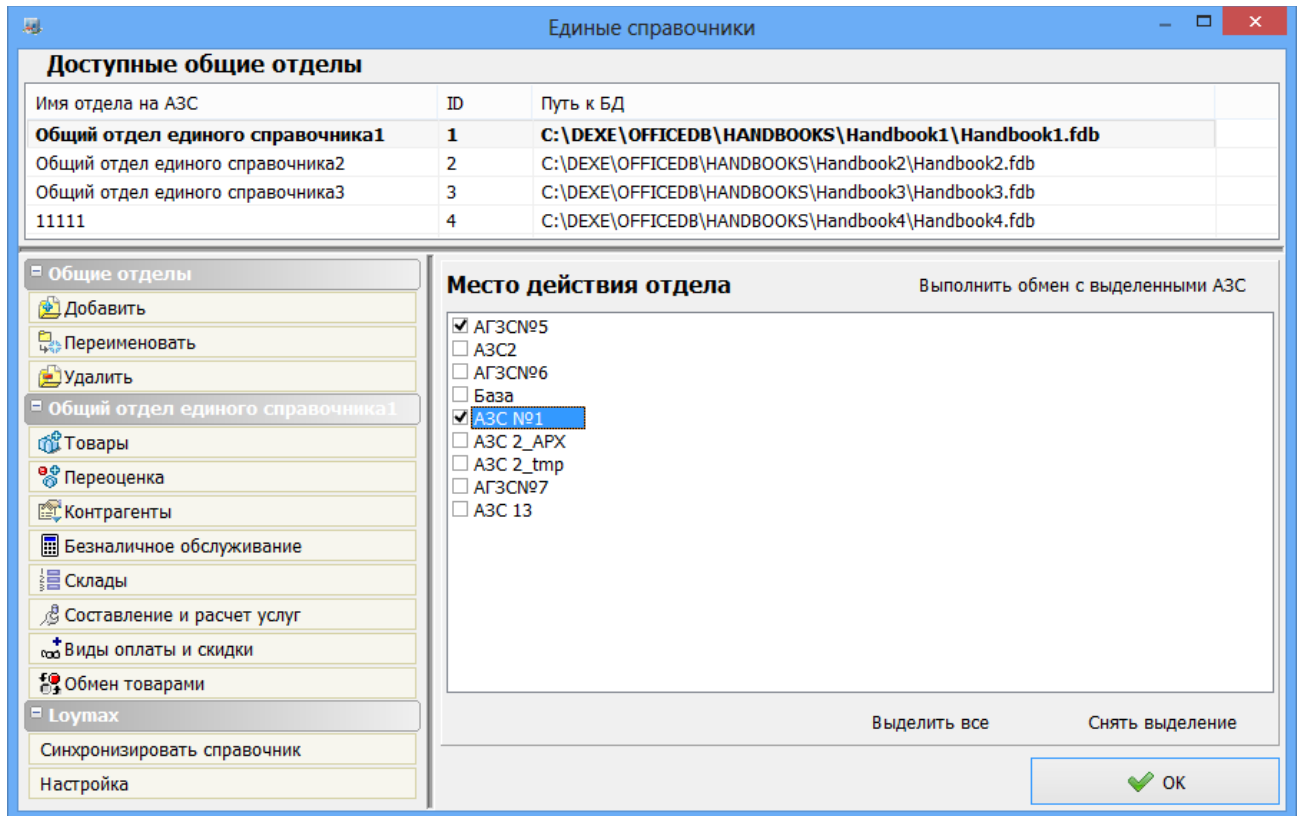 Единые справочники
Доступные общие отделы
Имя отдела на АЗС ID Путь к БД
Общий отдел единого справочника1 1 C:\DEXE\OFFICEDB\HANDBOOKS\Handbook1\Handbook1.fdb
Общий отдел единого справочника2 2 C:\DEXE\OFFICEDB\HANDBOOKS\Handbook2\Handbook2.fdb
Общий отдел единого справочника3 3 C:\DEXE\OFFICEDB\HANDBOOKS\Handbook3\Handbook3.fdb
11111 4 C:\DEXE\OFFICEDB\HANDBOOKS\Handbook4\Handbook4.fdb
Общие отделы
Добавить
Переименовать
Удалить
Общий отдел единого справочника1
Товары
Переоценка
Контрагенты
Безналичное обслуживание
Склады
Составление и расчет услуг
Виды оплаты и скидки
Обмен товарами
Loymax
Синхронизировать справочник
Настройка
Место действия отдела Выполнить обмен с выделенными АЗС
АГЗС№5
АЗС2
АГЗС№6
База
АЗС №1
АЗС 2_АРХ
АЗС 2_tmp
АГЗС№7
АЗС 13
Выделить все Снять выделение
ОК